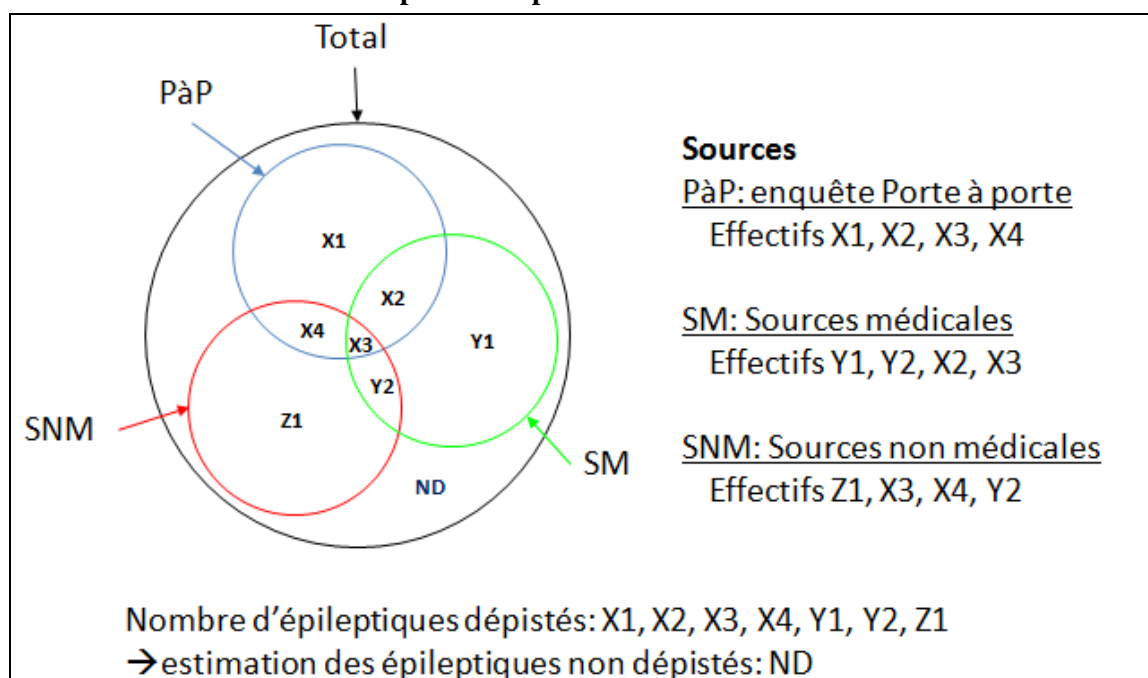 Total
PàP
X1
X2
X4
X3
Y1
Y2
Z1
SNM
SM
ND
Sources
PàP: enquête Porte à porte
Effectifs X1, X2, X3, X4
SM: Sources médicales
Effectifs Y1, Y2, X2, X3
SNM: Sources non médicales
Effectifs Z1, X3, X4, Y2
Nombre d'épileptiques dépistés: X1, X2, X3, X4, Y1, Y2, Z1
→estimation des épileptiques non dépistés: ND